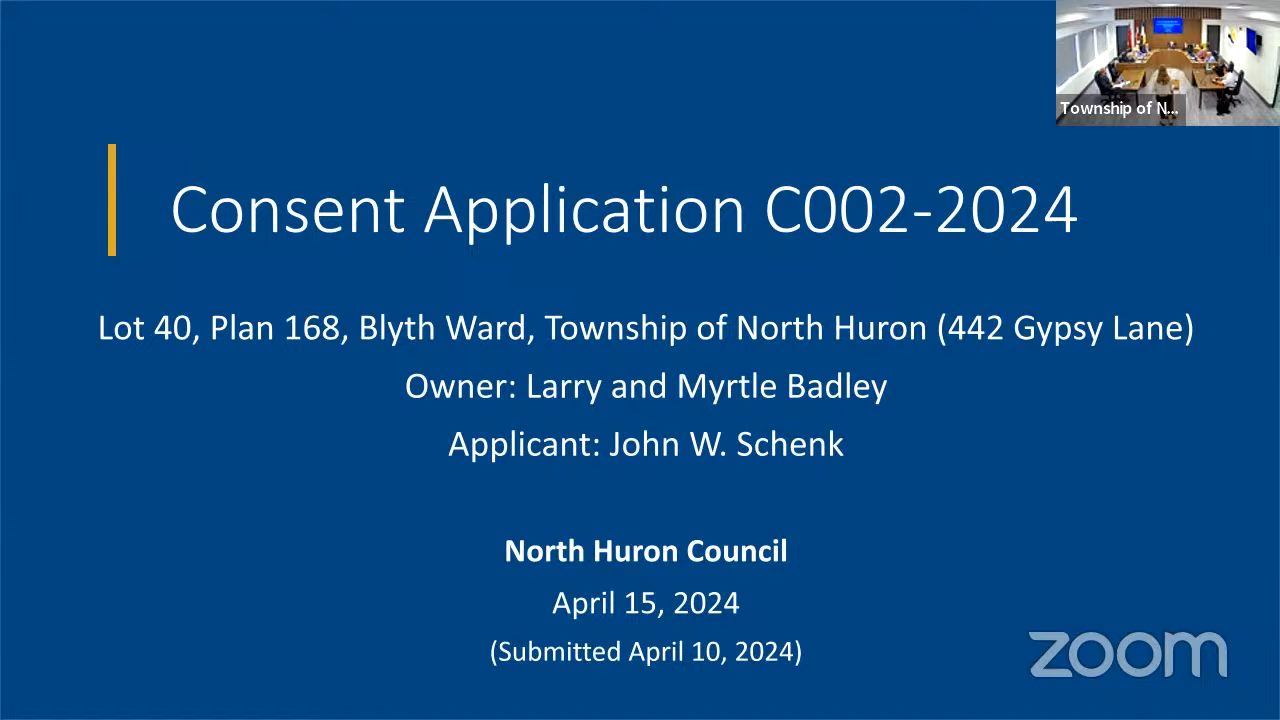 Township of N...
Consent Application C002-2024
Lot 40, Plan 168, Blyth Ward, Township of North Huron (442 Gypsy Lane)
Owner: Larry and Myrtle Badley
Applicant: John W. Schenk
North Huron Council
April 15, 2024
(Submitted April 10, 2024)
zoom